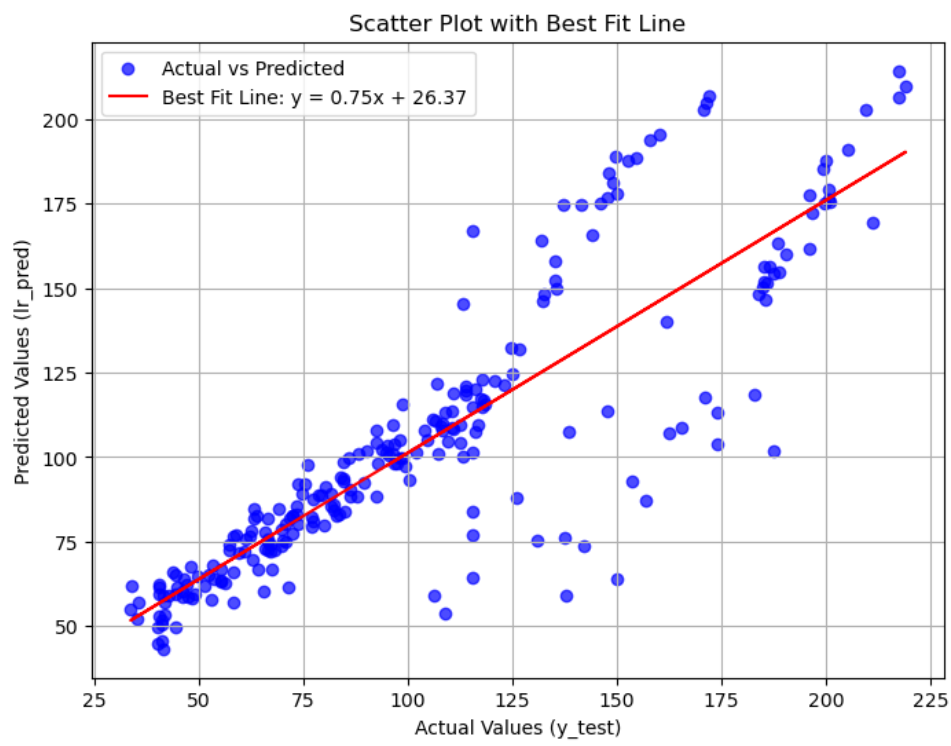 Scatter Plot with Best Fit Line
Actual vs Predicted
Best Fit Line: y = 0.75x + 26.37
Predicted Values (lr_pred)
200
175
150
125
100
75
50
25 50 75 100 125 150 175 200 225
Actual Values (y_test)